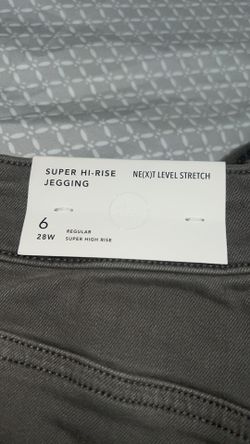 SUPER HI-RISE
JEGGING
NE(X)T LEVEL STRETCH
6
28W
REGULAR
SUPER HIGH RISE